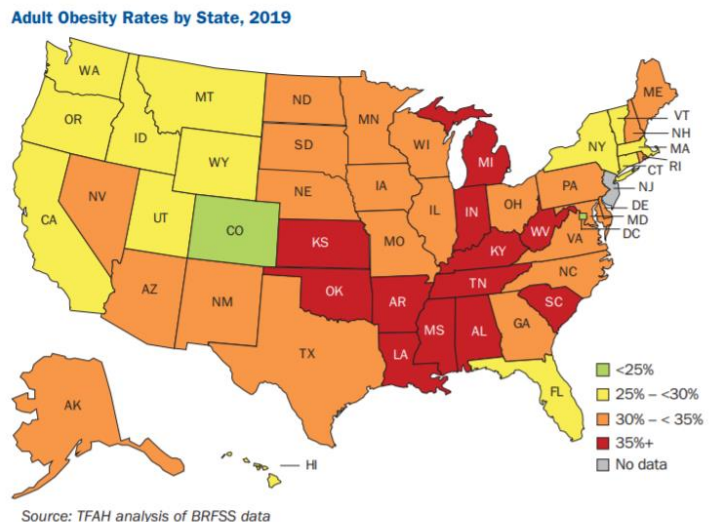 Adult Obesity Rates by State, 2019
WA
MT
ND
MN
ME
VT
NH
MA
RI
CT
NJ
DE
MD
DC
OR
ID
WY
SD
WI
MI
NY
NV
UT
CO
NE
IA
IL
IN
OH
PA
CA
KS
MO
KY
WV
VA
AZ
NM
OK
AR
TN
NC
SC
TX
LA
MS
AL
GA
FL
AK
HI
<25%
25% – <30%
30% – < 35%
35%+
No data
Source: TFAH analysis of BRFSS data